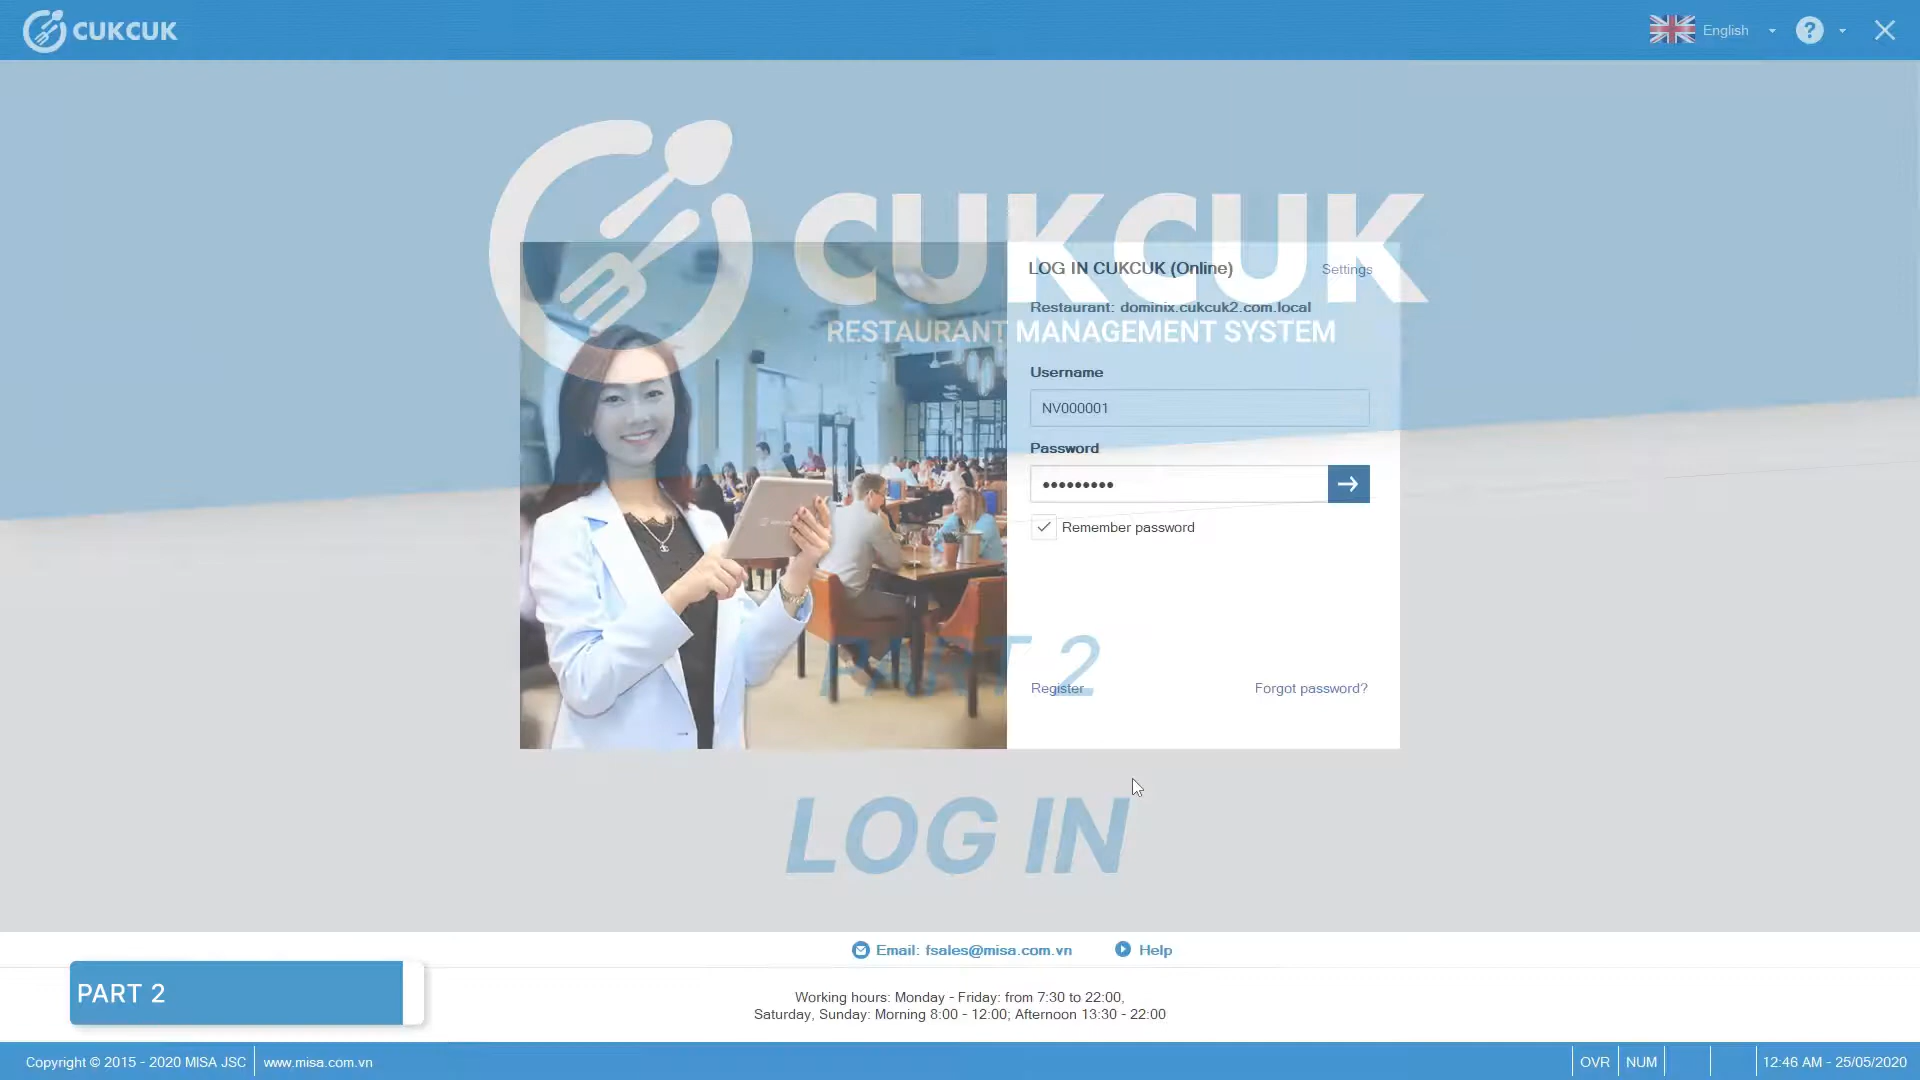 CUKCUK
English
?
CUKCUK
RESTAURANT MANAGEMENT SYSTEM
LOG IN CUKCUK (Online)
Settings
Restaurant: dominix.cukcuk2.com.local
Username
NV000001
Password
Remember password
PART 2
Register
Forgot password?
LOG IN
Email: fsales@misa.com.vn
Help
PART 2
Working hours: Monday - Friday: from 7:30 to 22:00,
Saturday, Sunday: Morning 8:00 - 12:00; Afternoon 13:30 - 22:00
Copyright © 2015 - 2020 MISA JSC
www.misa.com.vn
OVR
NUM
12:46 AM - 25/05/2020